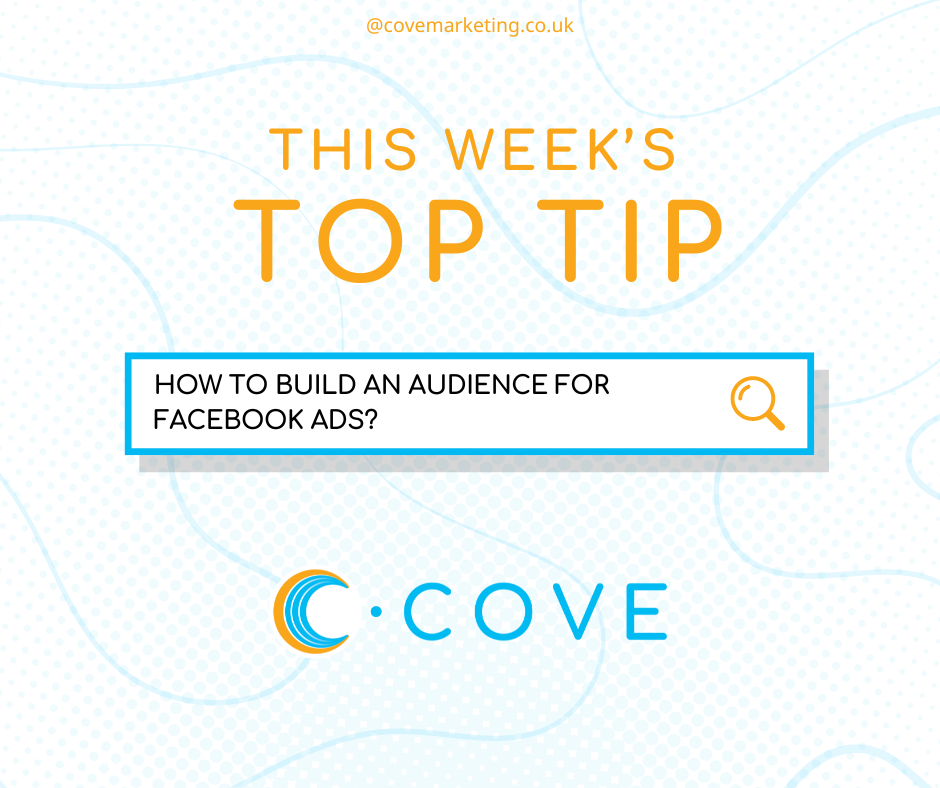 @covemarketing.co.uk
THIS WEEK’S
TOP TIP
HOW TO BUILD AN AUDIENCE FOR
FACEBOOK ADS?
COVE